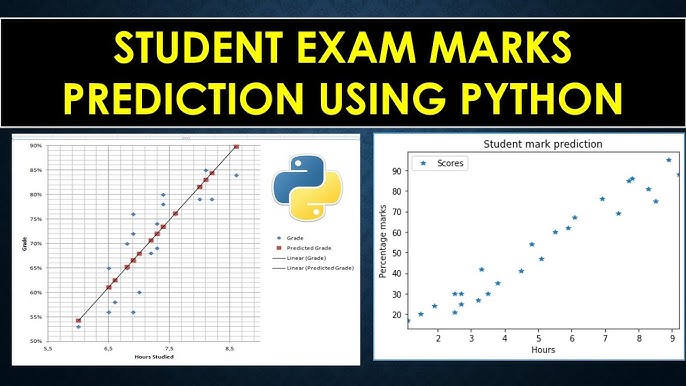 STUDENT EXAM MARKS
PREDICTION USING PYTHON
90%
85%
80%
75%
70%
65%
60%
55%
50%
Grade
5,5
6,5
7,5
8,5
Hours Studied
Grade
Predicted Grade
Linear (Grade)
Linear (Predicted Grade)
Student mark prediction
Scores
90
80
70
60
50
40
30
20
Percentage marks
2 3 4 5 6 7 8 9
Hours